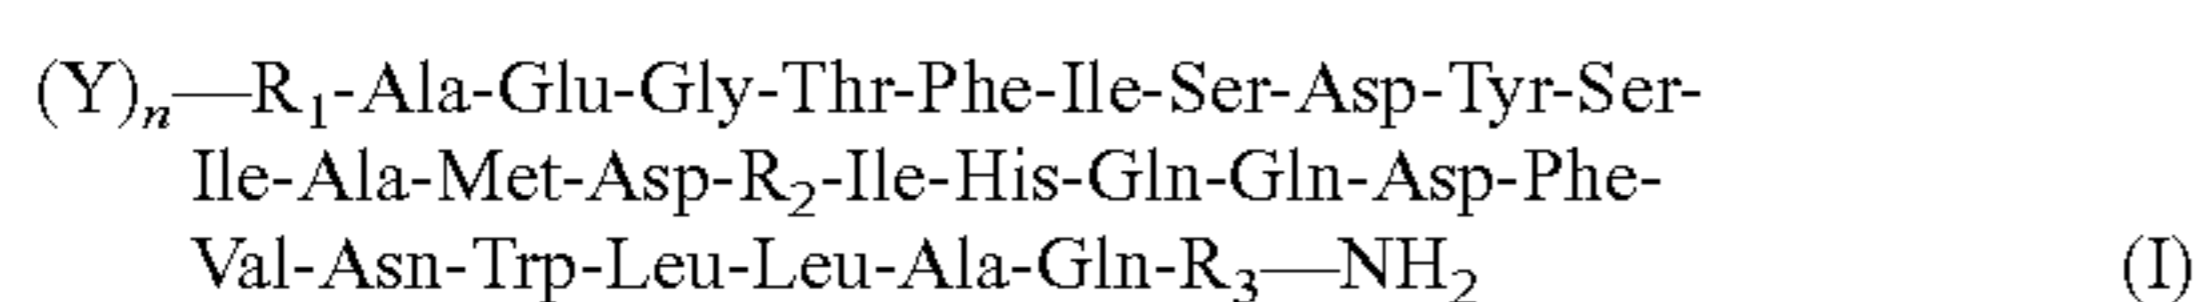 (Y)n—R1-Ala-Glu-Gly-Thr-Phe-Ile-Ser-Asp-Tyr-Ser-
Ile-Ala-Met-Asp-R2-Ile-His-Gln-Gln-Asp-Phe-
Val-Asn-Trp-Leu-Leu-Ala-Gln-R3—NH2 (I)